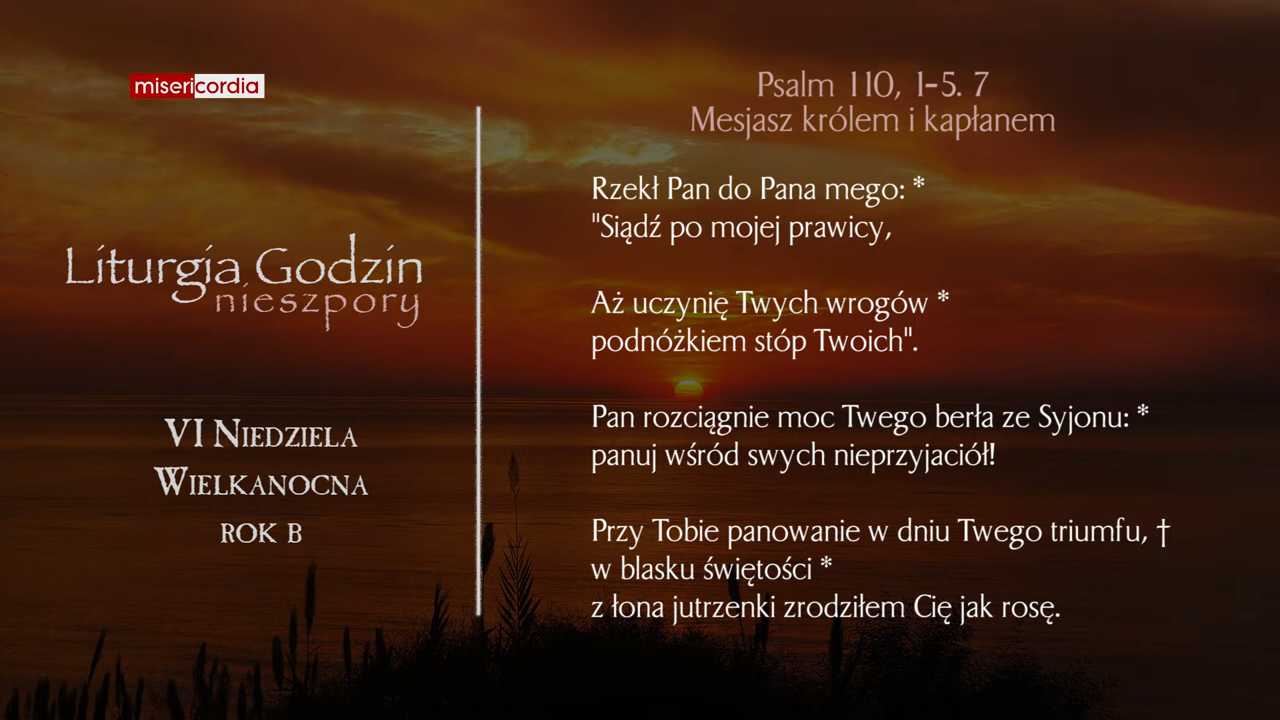 misericordia
Liturgia Godzin
nieszpory
VI Niedziela
Wielkanocna
rok B
Psalm 110, 1-5. 7
Mesjasz królem i kapłanem
Rzekł Pan do Pana mego: *
"Siądź po mojej prawicy,
Aż uczynię Twych wrogów *
podnóżkiem stóp Twoich".
Pan rozciągnie moc Twego berła ze Syjonu: *
panuj wśród swych nieprzyjaciół!
Przy Tobie panowanie w dniu Twego triumfu, †
w blasku świętości *
z łona jutrzenki zrodziłem Cię jak rosę.